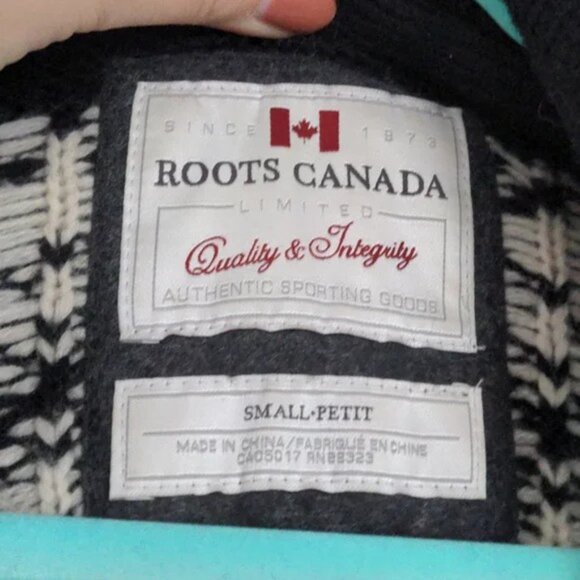 SINCE 1973
ROOTS CANADA
LIMITED
Quality & Integrity
AUTHENTIC SPORTING GOODS
SMALL·PETIT
MADE IN CHINA/FABRIQUÉ EN CHINE
CA05017 RN88323